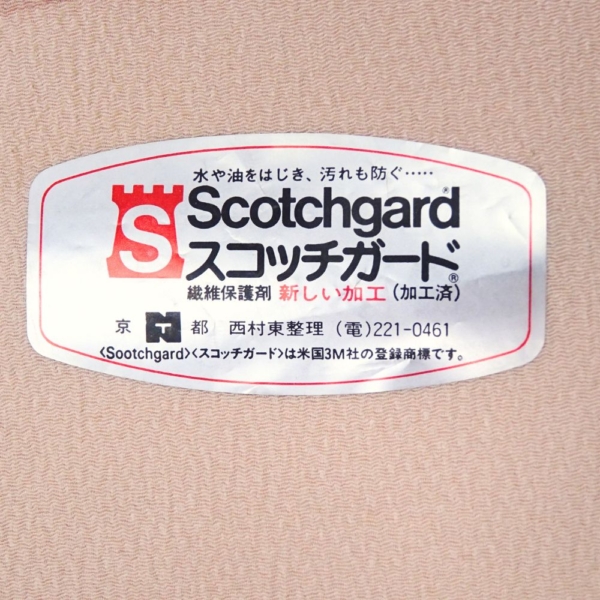 水や油をはじき、汚れも防ぐ・・・・・
S Scotchgard®
スコッチガード®
繊維保護剤 新しい加工 (加工済)
京 都 西村東整理 (電)221-0461
〈Sootchgard〉〈スコッチガード〉は米国3M社の登録商標です。